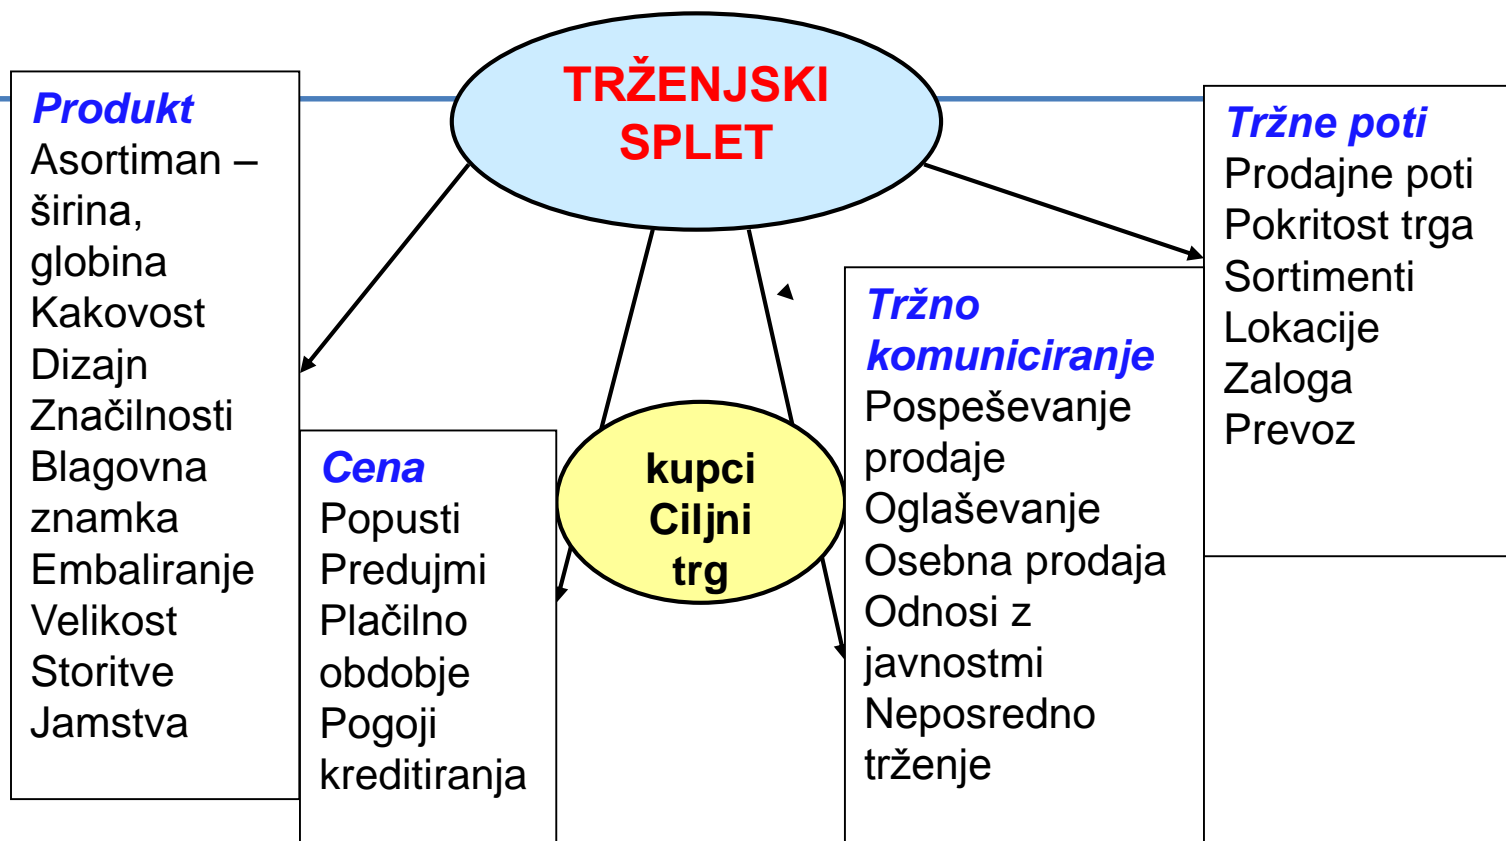 TRŽENJSKI
SPLET
Produkt
Asortiman –
širina,
globina
Kakovost
Dizajn
Značilnosti
Blagovna
znamka
Embaliranje
Velikost
Storitve
Jamstva
Cena
Popusti
Predujmi
Plačilno
obdobje
Pogoji
kreditiranja
kupci
Ciljni
trg
Tržno
komuniciranje
Pospeševanje
prodaje
Oglaševanje
Osebna prodaja
Odnosi z
javnostmi
Neposredno
trženje
Tržne poti
Prodajne poti
Pokritost trga
Sortimenti
Lokacije
Zaloga
Prevoz